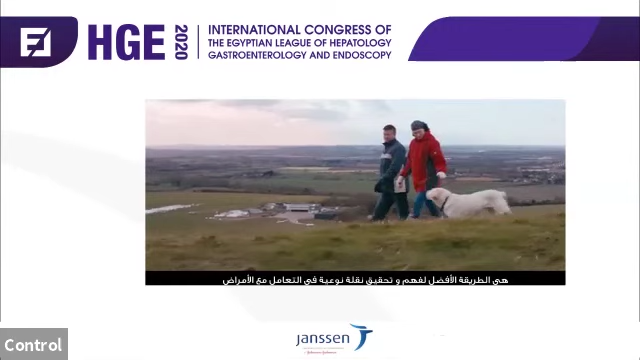 HGE 2020
INTERNATIONAL CONGRESS OF
THE EGYPTIAN LEAGUE OF HEPATOLOGY
GASTROENTEROLOGY AND ENDOSCOPY
هي الطريقة الأفضل لفهم و تحقيق نقلة نوعية في التعامل مع الأمراض
janssen
Control